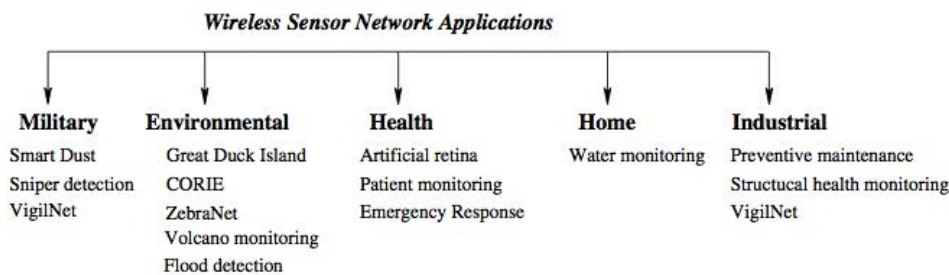 Wireless Sensor Network Applications
Military
Smart Dust
Sniper detection
VigilNet
Environmental
Great Duck Island
CORIE
ZebraNet
Volcano monitoring
Flood detection
Health
Artificial retina
Patient monitoring
Emergency Response
Home
Water monitoring
Industrial
Preventive maintenance
Structucal health monitoring
VigilNet